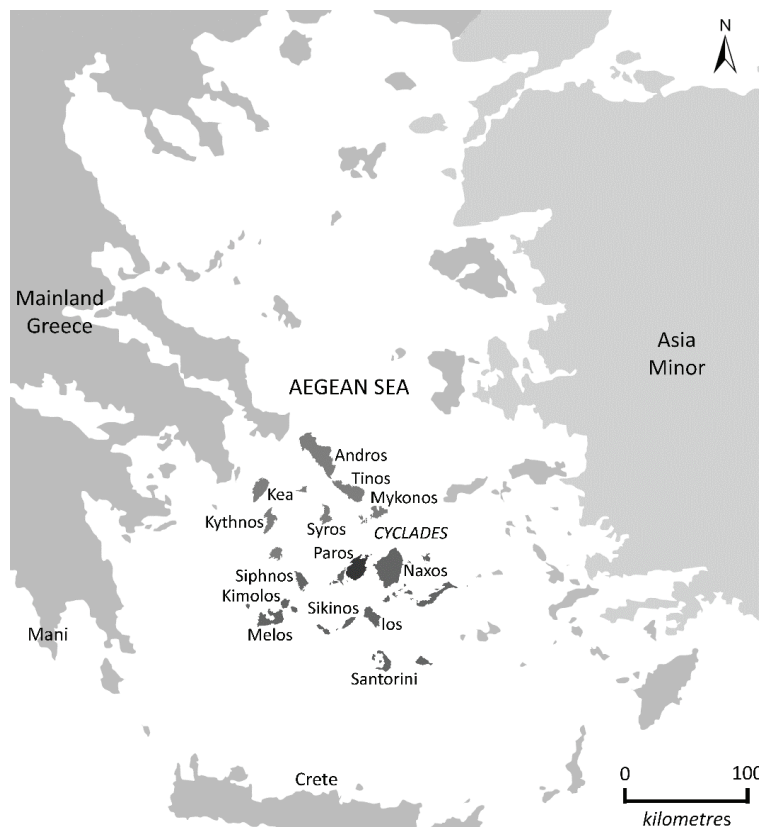 N
Mainland
Greece
Asia
Minor
AEGEAN SEA
Andros
Tinos
Kea
Mykonos
Kythnos
Syros
CYCLADES
Paros
Naxos
Siphnos
Kimolos
Sikinos
Ios
Melos
Mani
Santorini
Crete
0
100
kilometres